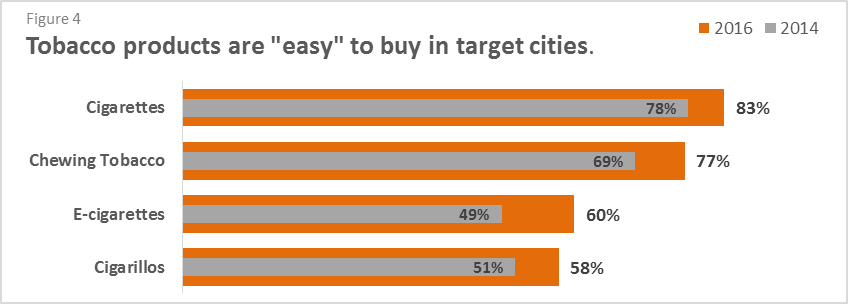 Figure 4
Tobacco products are "easy" to buy in target cities.
2016 2014
Cigarettes 78% 83%
Chewing Tobacco 69% 77%
E-cigarettes 49% 60%
Cigarillos 51% 58%